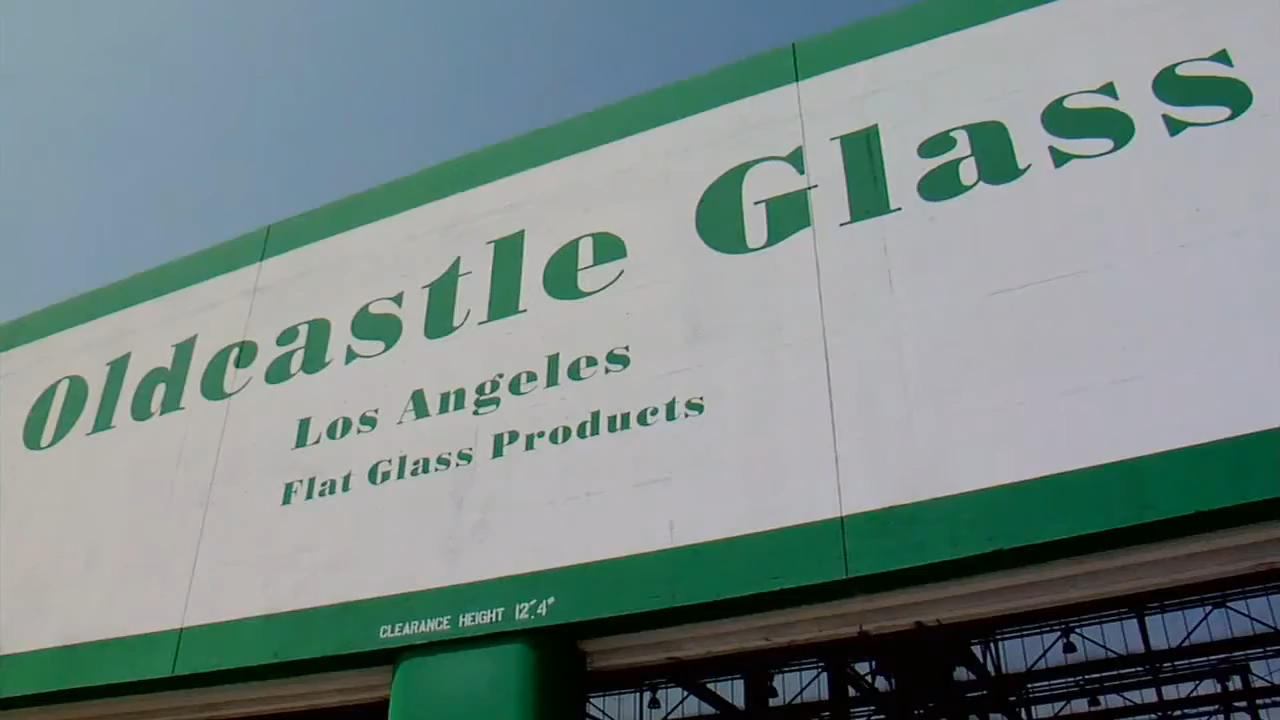 Oldcastle Glass
Los Angeles
Flat Glass Products
CLEARANCE HEIGHT 12'4"